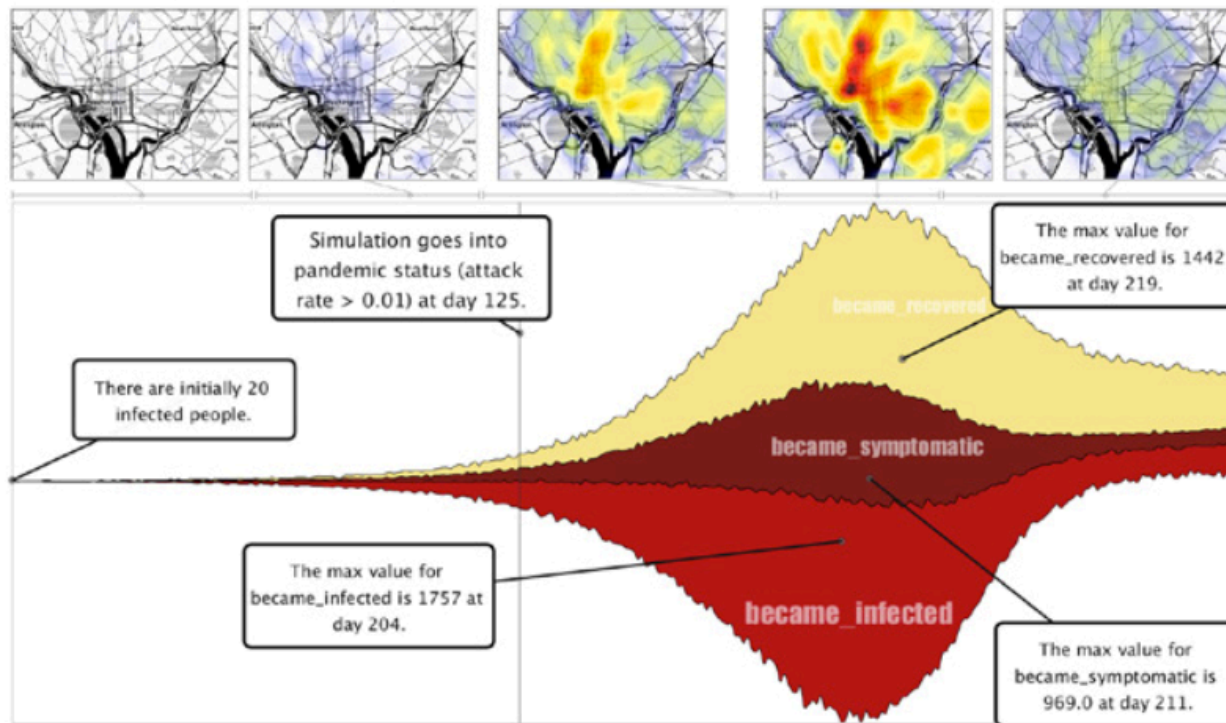 Arlington
Simulation goes into
pandemic status (attack
rate > 0.01) at day 125.
The max value for
became_recovered is 1442
at day 219.
became_recovered
There are initially 20
infected people.
became_symptomatic
The max value for
became_infected is 1757 at
day 204.
became_infected
The max value for
became_symptomatic is
969.0 at day 211.